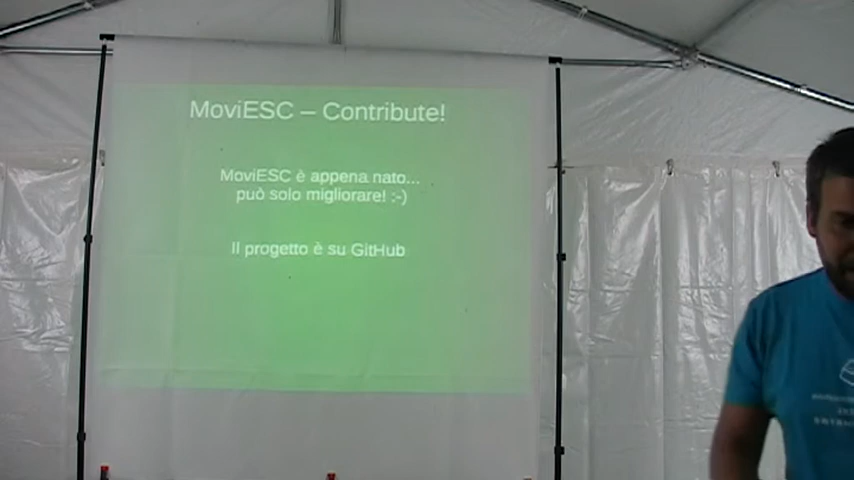 MoviESC – Contribute!
MoviESC è appena nato...
può solo migliorare! :-)
Il progetto è su GitHub